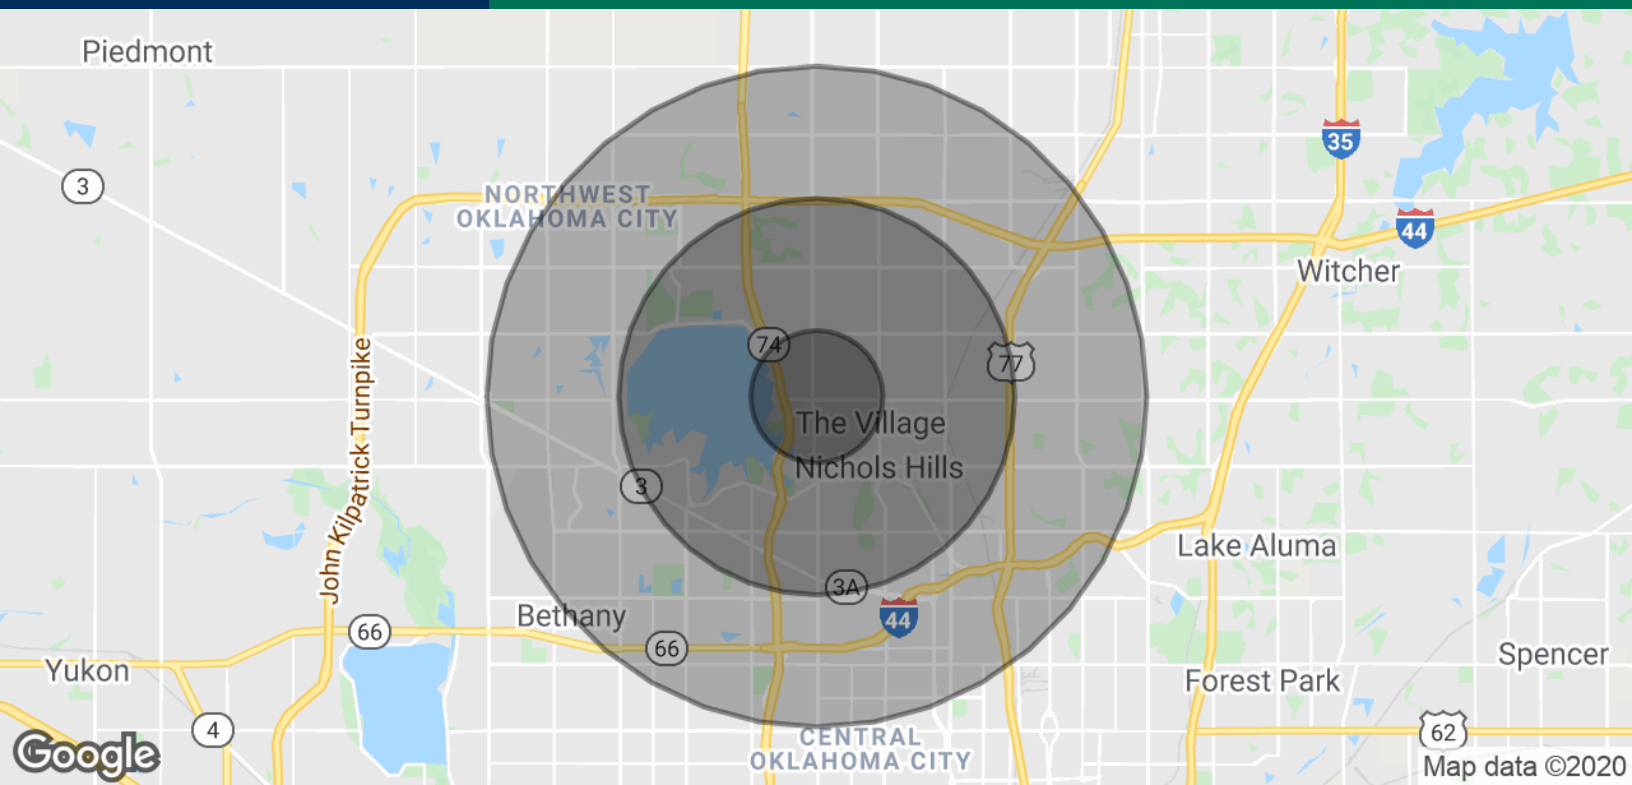 Piedmont
35
3
NORTHWEST
OKLAHOMA CITY
44
Witcher
74
77
John Kilpatrick Turnpike
The Village
Nichols Hills
3
Lake Aluma
3A
Bethany
44
66
66
Spencer
Yukon
Forest Park
4
62
CENTRAL
OKLAHOMA CITY
Google
Map data ©2020